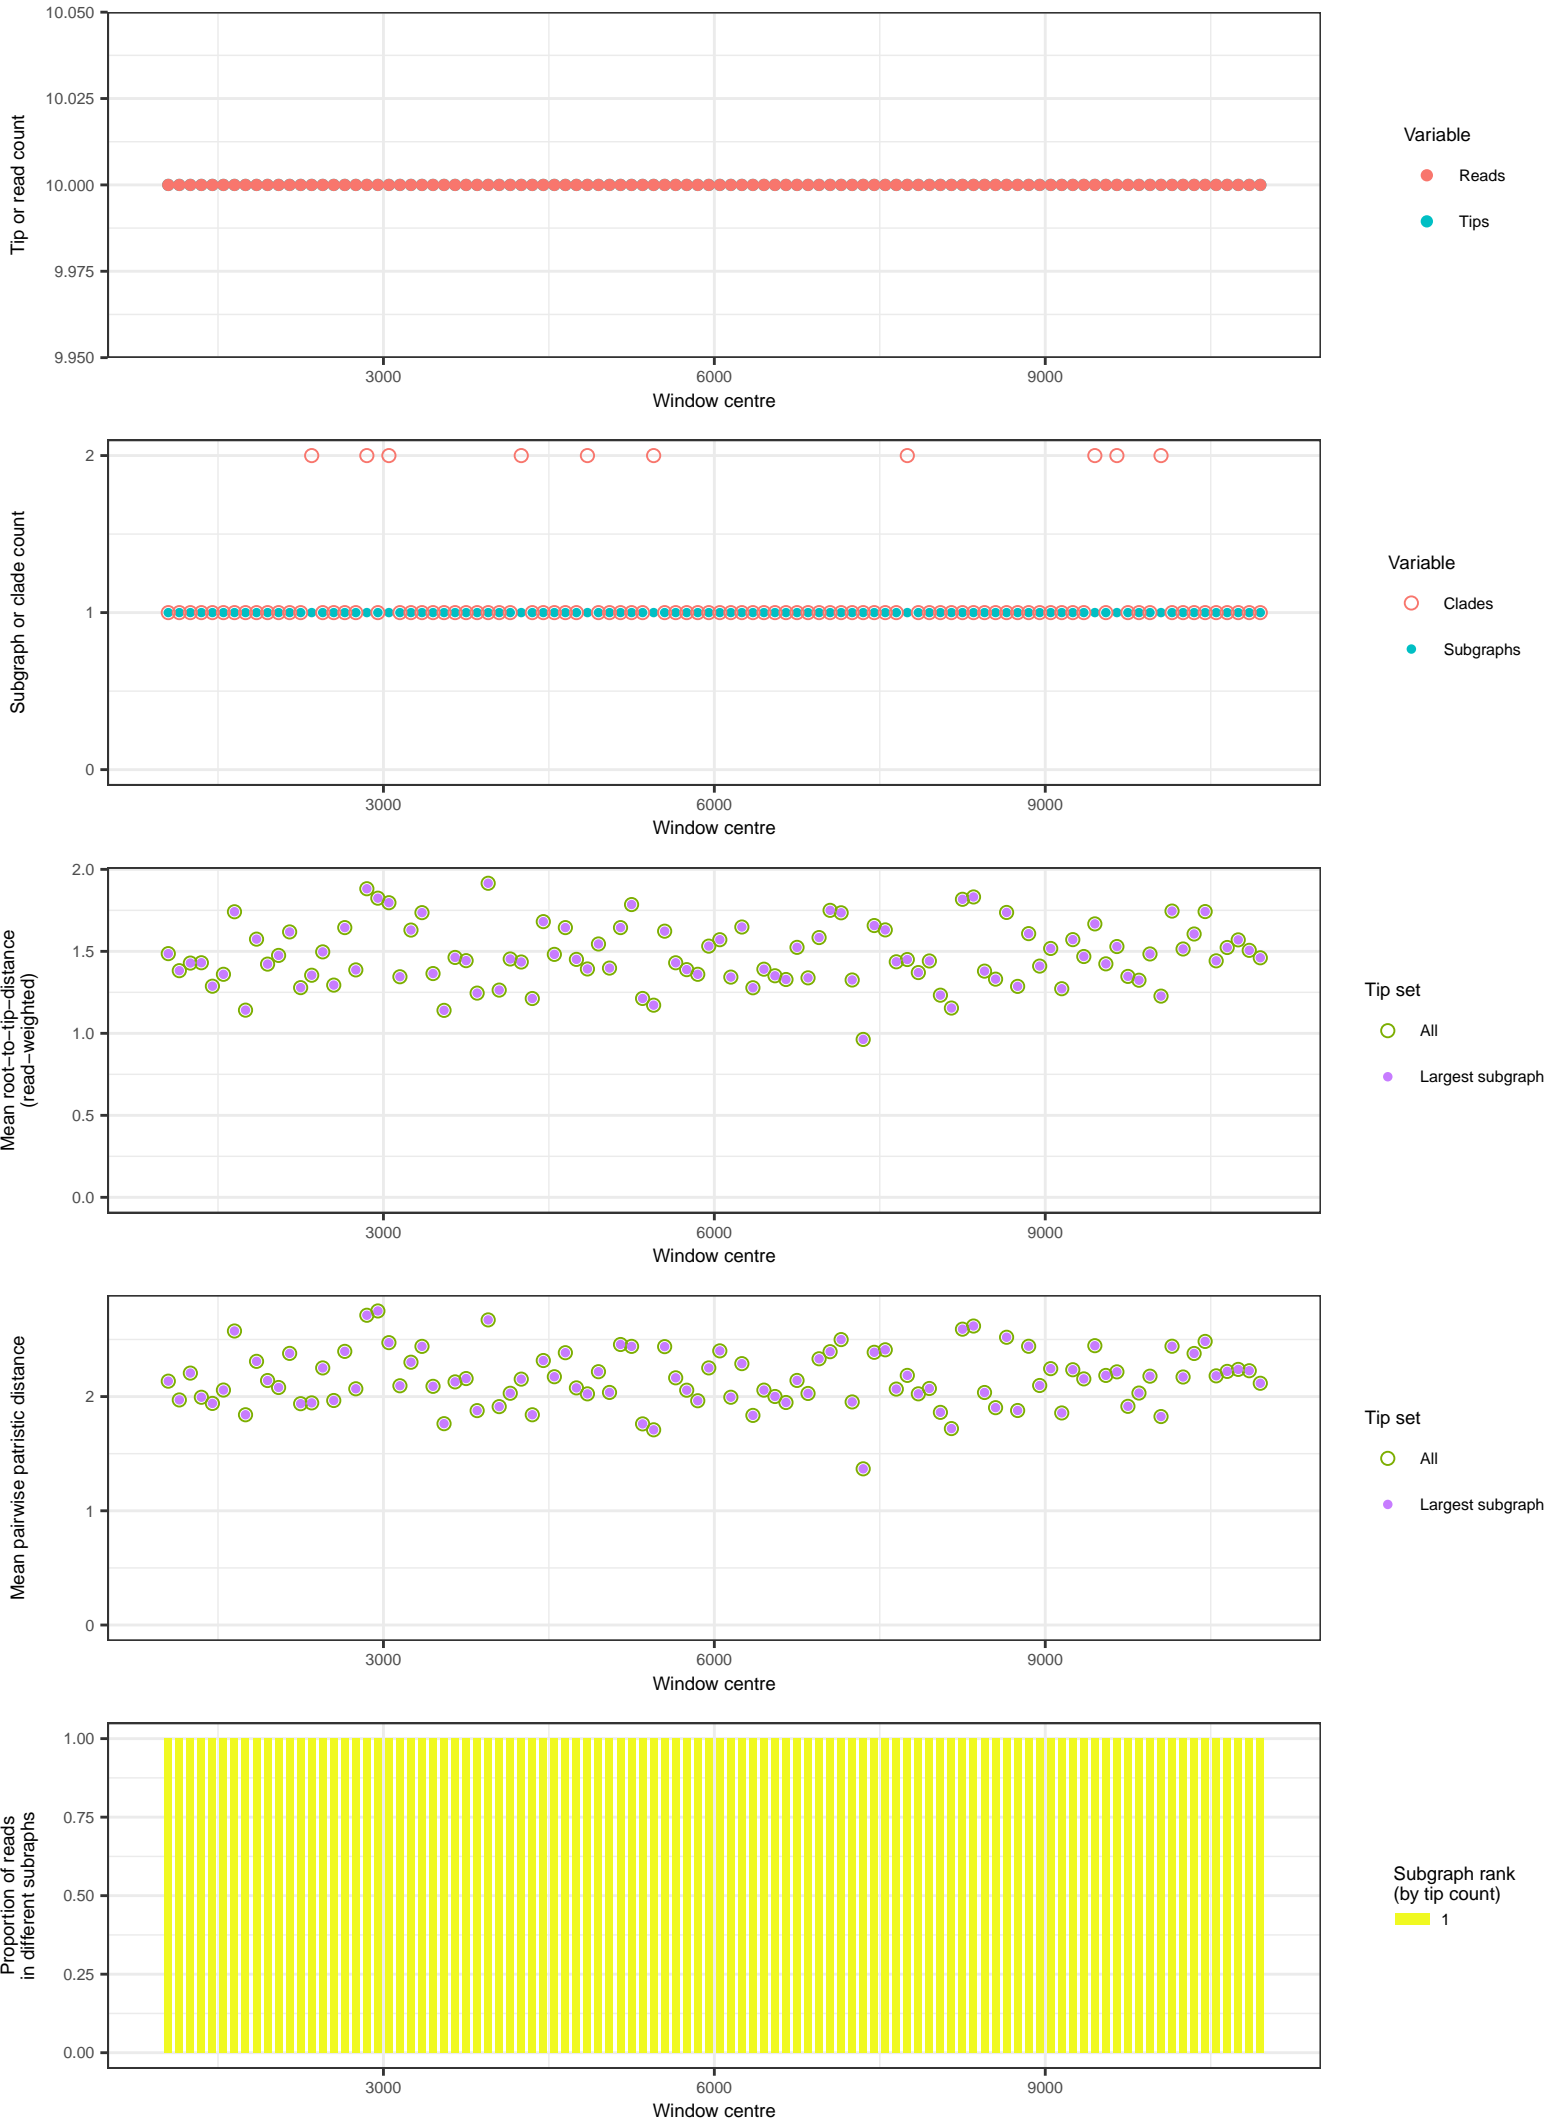 10.050
10.025
10.000
9.975
9.950
Tip or read count
3000
6000
9000
Window centre
Variable
Reads
Tips
2
1
0
Subgraph or clade count
3000
6000
9000
Window centre
Variable
Clades
Subgraphs
2.0
1.5
1.0
0.5
0.0
Mean root−to−tip−distance
(read−weighted)
3000
6000
9000
Window centre
Tip set
All
Largest subgraph
2
1
0
Mean pairwise patristic distance
3000
6000
9000
Window centre
Tip set
All
Largest subgraph
1.00
0.75
0.50
0.25
0.00
Proportion of reads
in different subraphs
3000
6000
9000
Window centre
Subgraph rank
(by tip count)
1